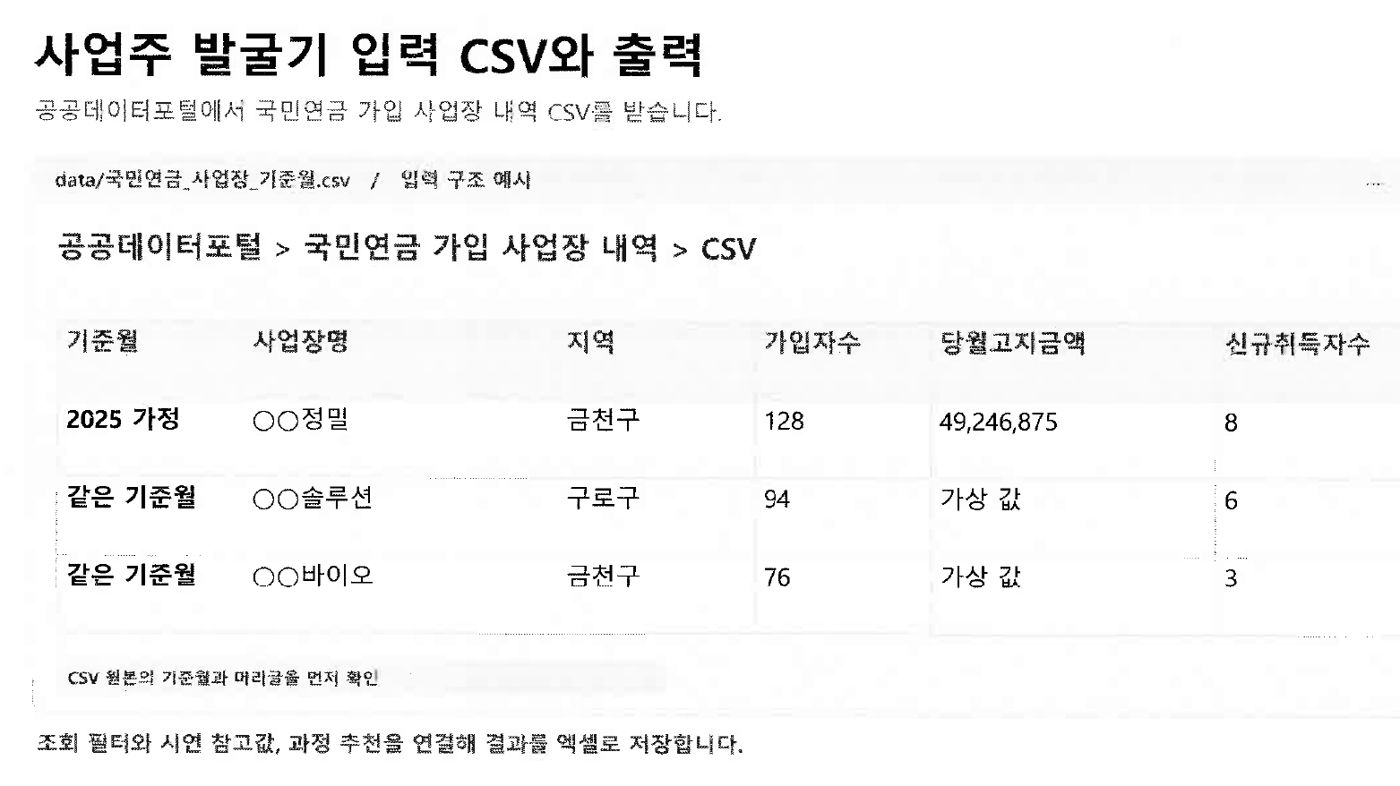 사업주 발굴기 입력 CSV와 출력
공공데이터포털에서 국민연금 가입 사업장 내역 CSV를 받습니다.
data/국민연금_사업장_기준월.csv / 입력 구조 예시 ...
공공데이터포털 > 국민연금 가입 사업장 내역 > CSV
기준월 사업장명 지역 가입자수 당월고지금액 신규취득자수
2025 가정 ○○정밀 금천구 128 49,246,875 8
같은 기준월 ○○솔루션 구로구 94 가상 값 6
같은 기준월 ○○바이오 금천구 76 가상 값 3
CSV 원본의 기준월과 머리글을 먼저 확인
조회 필터와 시연 참고값, 과정 추천을 연결해 결과를 엑셀로 저장합니다.